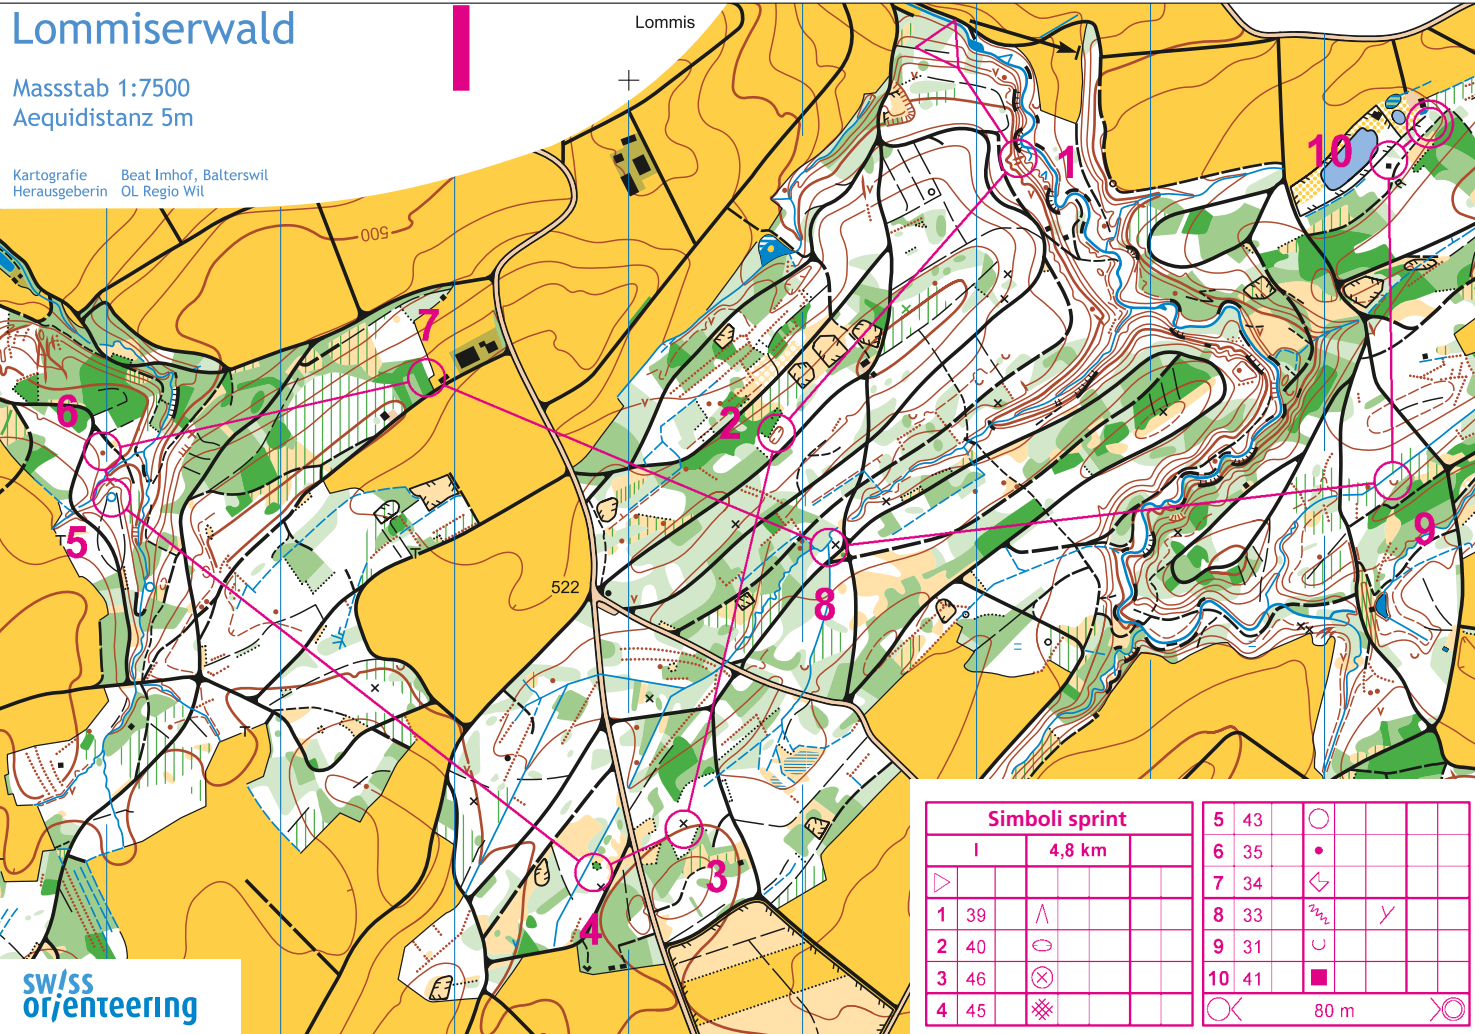 Lommiserwald
Massstab 1:7500
Aequidistanz 5m
Kartografie Beat Imhof, Balterswil
Herausgeberin OL Regio Wil
I
Lommis
500
522
1
2
3
4
5
6
7
8
9
10
swiss
orienteering
Simboli sprint
I 4,8 km
1 39
2 40
3 46
4 45
5 43
6 35
7 34
8 33
9 31
10 41
80 m